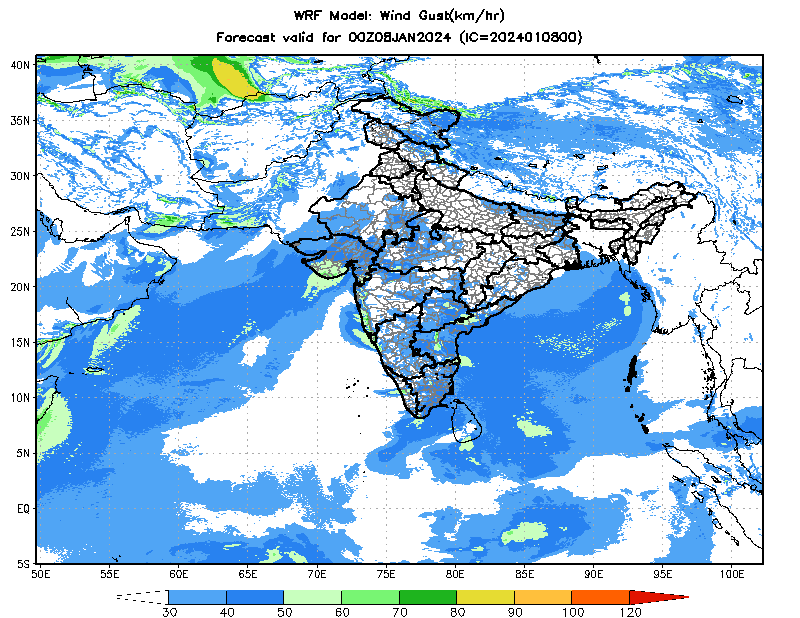 WRF Model: Wind Gust(km/hr)
Forecast valid for 00Z08JAN2024 (IC=2024010800)
40N
35N
30N
25N
20N
15N
10N
5N
EQ
5S
50E 55E 60E 65E 70E 75E 80E 85E 90E 95E 100E
30 40 50 60 70 80 90 100 120